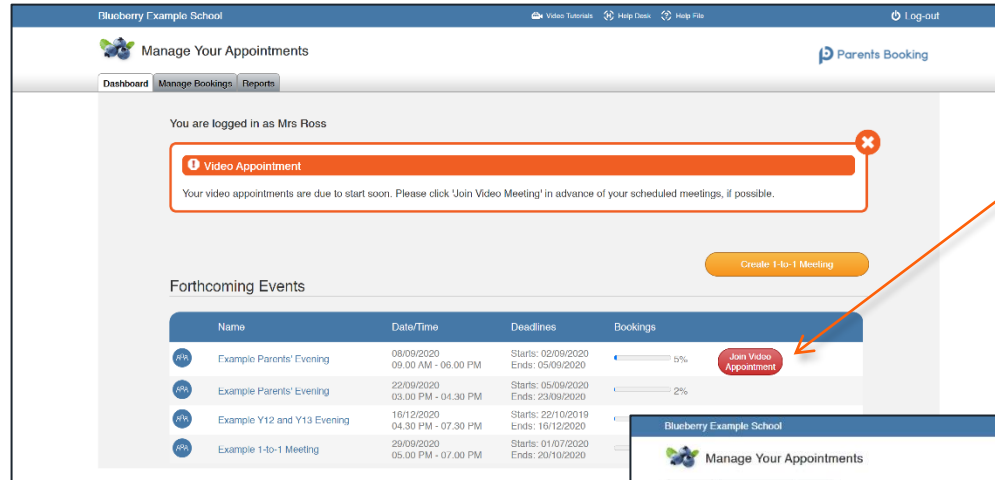 Blueberry Example School Video Tutorials Help Desk Help File Log-out
Manage Your Appointments Parents Booking
Dashboard Manage Bookings Reports
You are logged in as Mrs Ross
Video Appointment
Your video appointments are due to start soon. Please click 'Join Video Meeting' in advance of your scheduled meetings, if possible.
Create 1-to-1 Meeting
Forthcoming Events
Name Date/Time Deadlines Bookings
Example Parents' Evening 08/09/2020 Starts: 02/09/2020 5% Join Video
09.00 AM - 06.00 PM Ends: 05/09/2020 Appointment
Example Parents' Evening 22/09/2020 Starts: 05/09/2020 2%
03.00 PM - 04.30 PM Ends: 23/09/2020
Example Y12 and Y13 Evening 16/12/2020 Starts: 22/10/2019
04.30 PM - 07.30 PM Ends: 16/12/2020
Example 1-to-1 Meeting 29/09/2020 Starts: 01/07/2020
05.00 PM - 07.00 PM Ends: 20/10/2020
Blueberry Example School
Manage Your Appointments